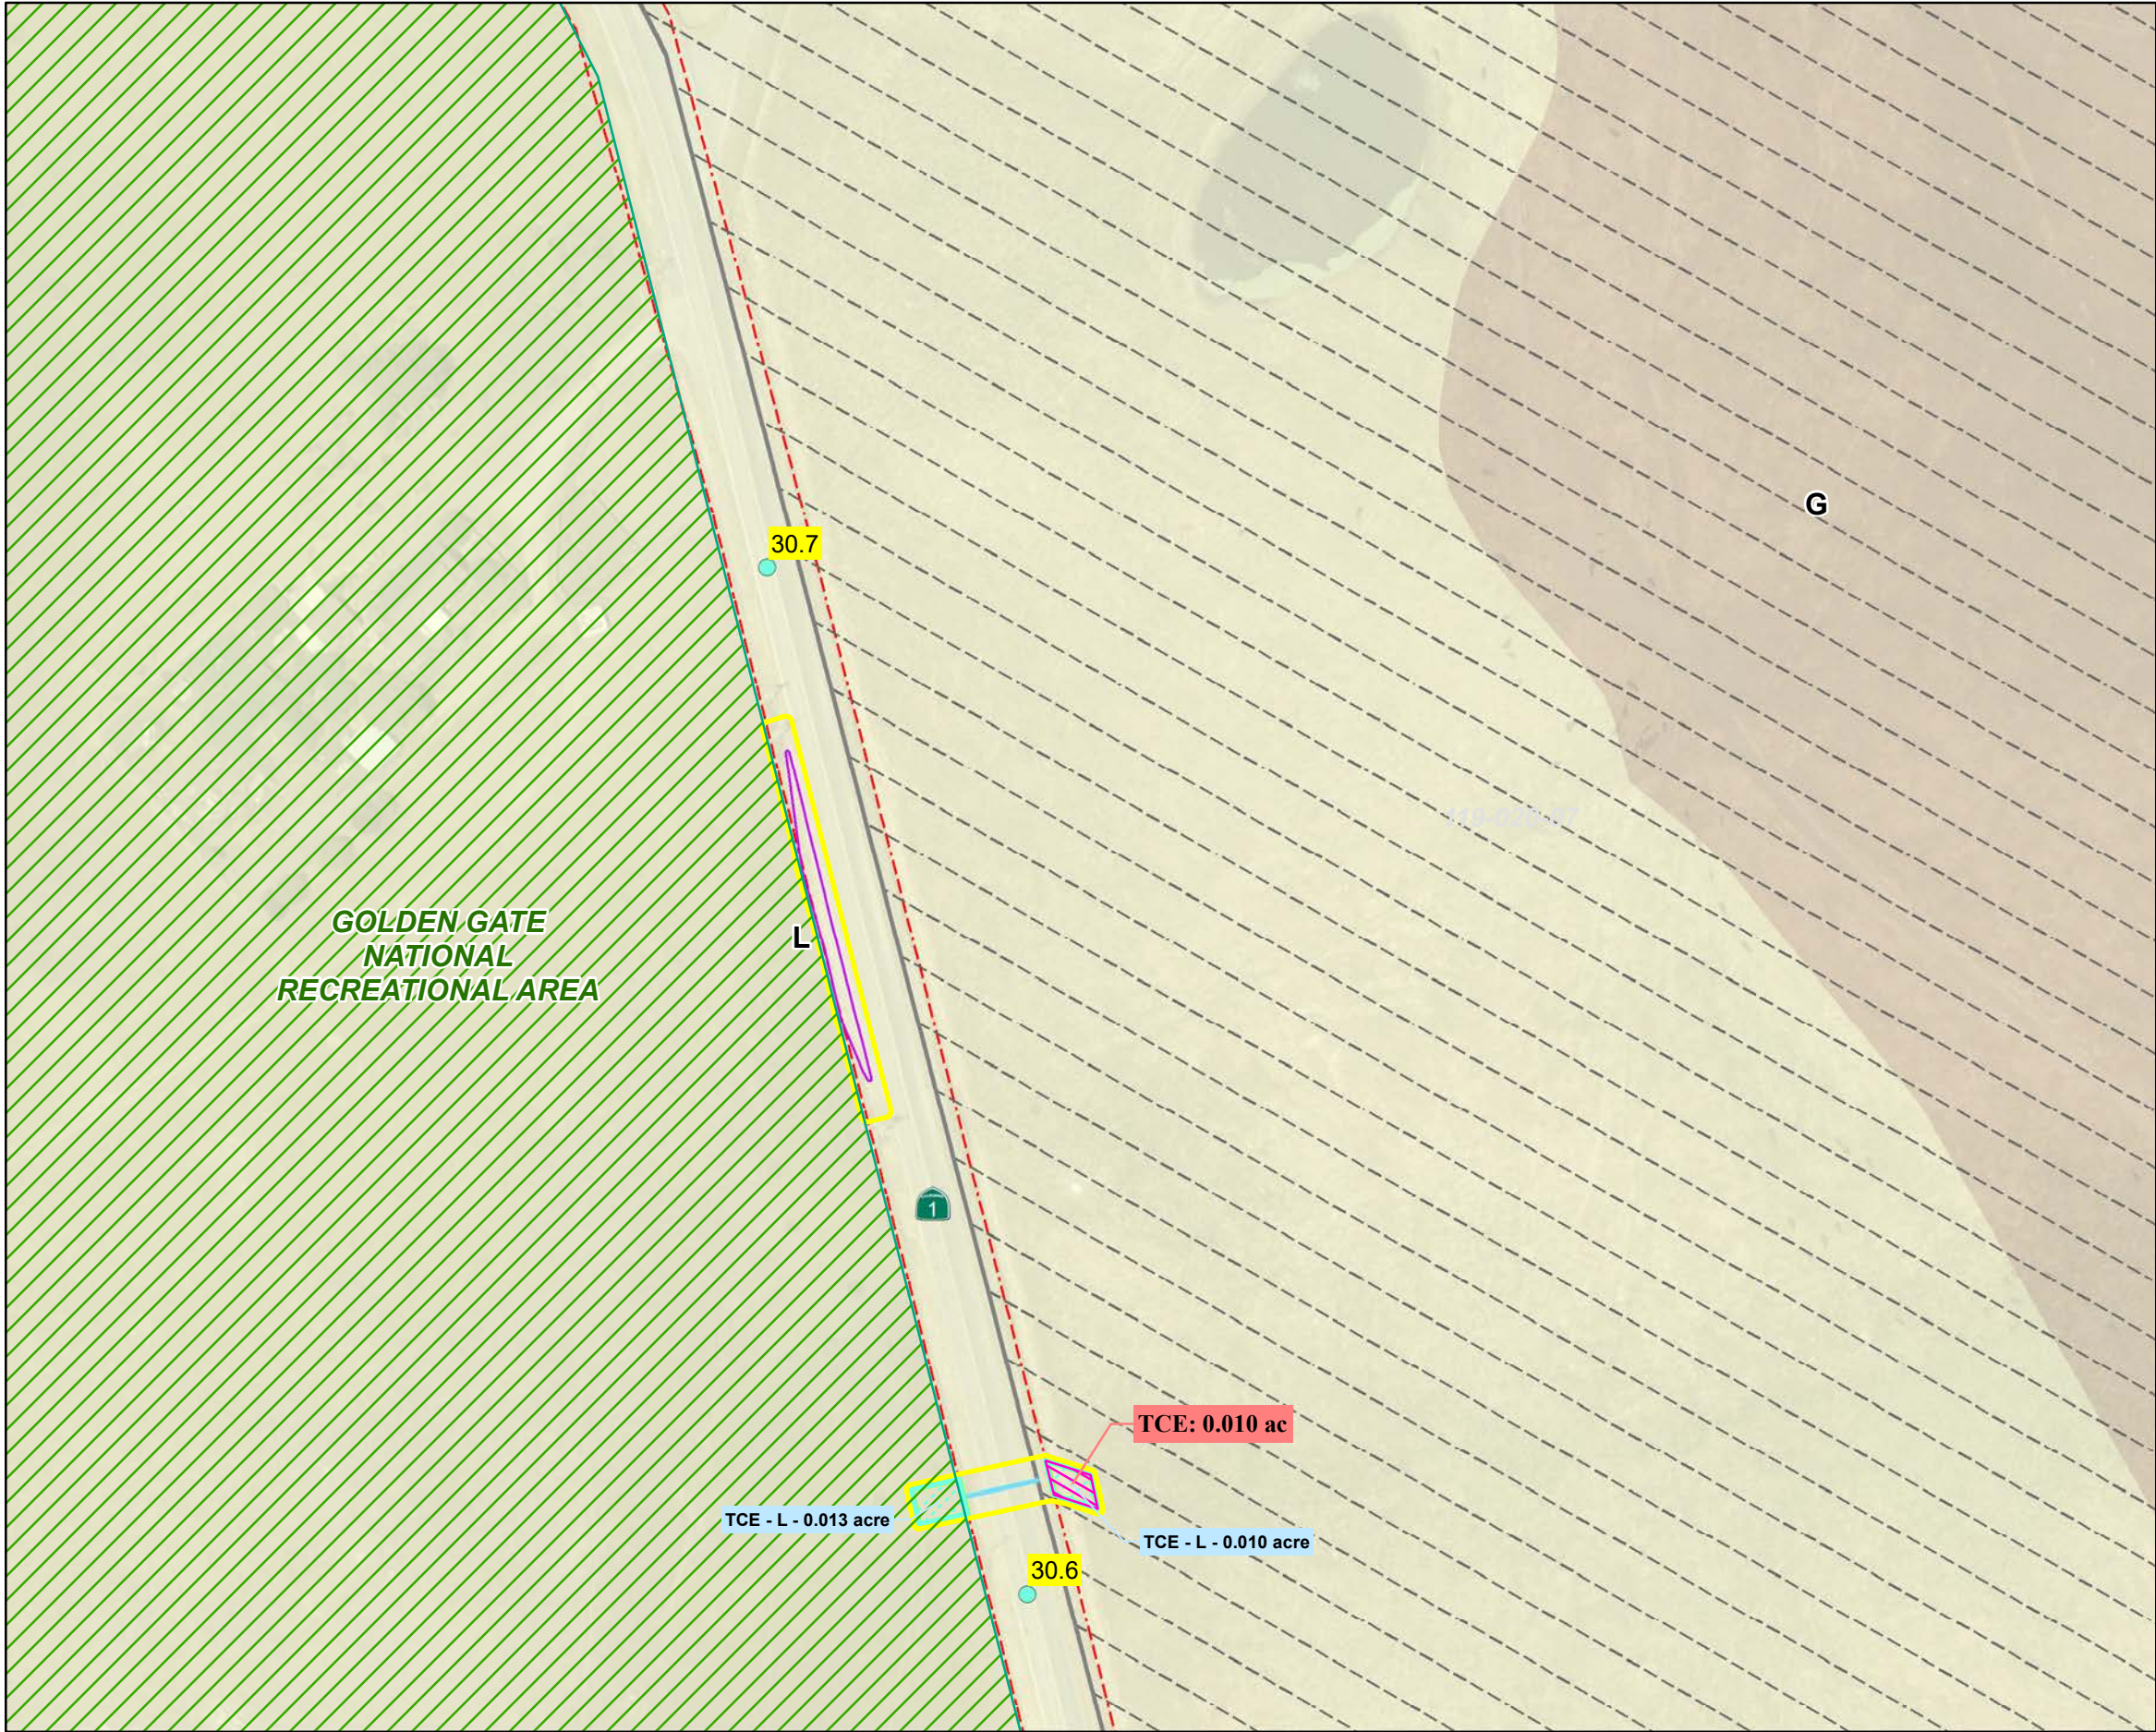 G
30.7
GOLDEN GATE
NATIONAL
RECREATIONAL AREA
L
1
TCE: 0.010 ac
TCE - L - 0.013 acre
TCE - L - 0.010 acre
30.6